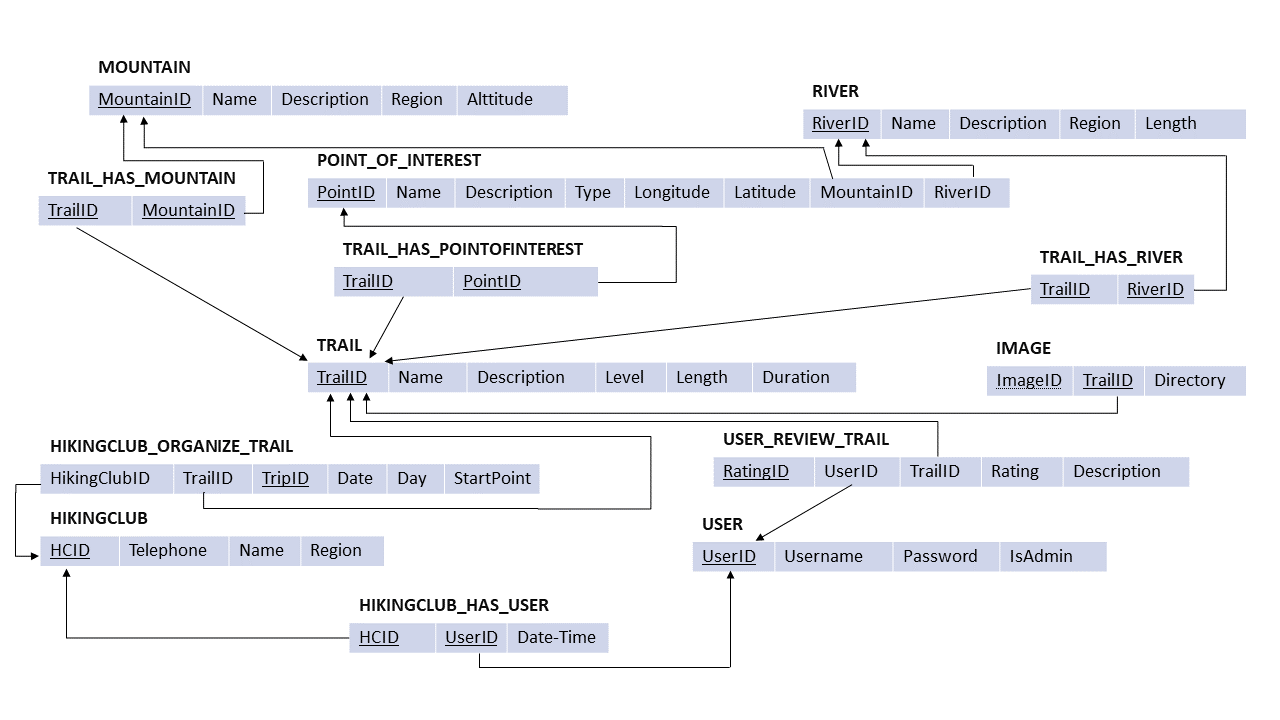 MOUNTAIN
MountainID Name Description Region Alttitude
RIVER
RiverID Name Description Region Length
POINT_OF_INTEREST
PointID Name Description Type Longitude Latitude MountainID RiverID
TRAIL_HAS_MOUNTAIN
TrailID MountainID
TRAIL_HAS_POINTOFINTEREST
TrailID PointID
TRAIL_HAS_RIVER
TrailID RiverID
TRAIL
TrailID Name Description Level Length Duration
IMAGE
ImageID TrailID Directory
HIKINGCLUB_ORGANIZE_TRAIL
HikingClubID TrailID TripID Date Day StartPoint
USER_REVIEW_TRAIL
RatingID UserID TrailID Rating Description
HIKINGCLUB
HCID Telephone Name Region
USER
UserID Username Password IsAdmin
HIKINGCLUB_HAS_USER
HCID UserID Date-Time